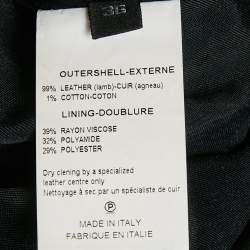 36
OUTERSHELL-EXTERNE
99% LEATHER (lamb)-CUIR (agneau)
1% COTTON-COTON
LINING-DOUBLURE
39% RAYON VISCOSE
32% POLYAMIDE
29% POLYESTER
Dry clening by a specialized
leather centre only
Nettoyage à sec par un spécialiste de cuir
MADE IN ITALY
FABRIQUE EN ITALIE